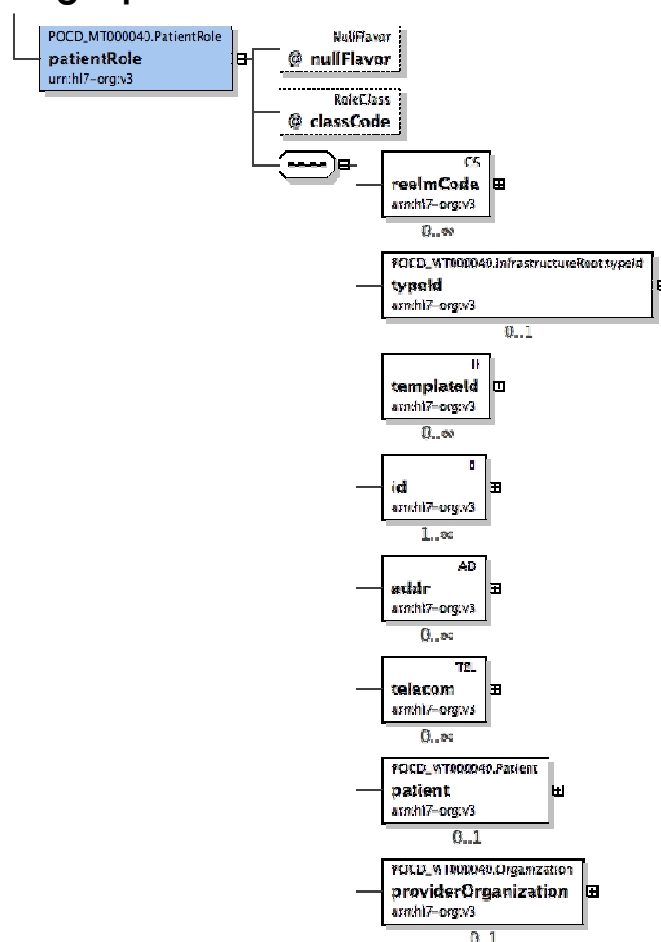 POCD_MT000040.PatientRole
patientRole
urn:hl7-org:v3
NullFlavor
@ nullFlavor
RoleClass
@ classCode
CS
realmCode
urn:hl7-org:v3
0..∞
POCD_MT000040.InfrastructureRoot.typeId
typeId
urn:hl7-org:v3
0..1
II
templateId
urn:hl7-org:v3
0..∞
II
id
urn:hl7-org:v3
1..∞
AD
addr
urn:hl7-org:v3
0..∞
TEL
telecom
urn:hl7-org:v3
0..∞
POCD_MT000040.Patient
patient
urn:hl7-org:v3
0..1
POCD_MT000040.Organization
providerOrganization
urn:hl7-org:v3
0..1